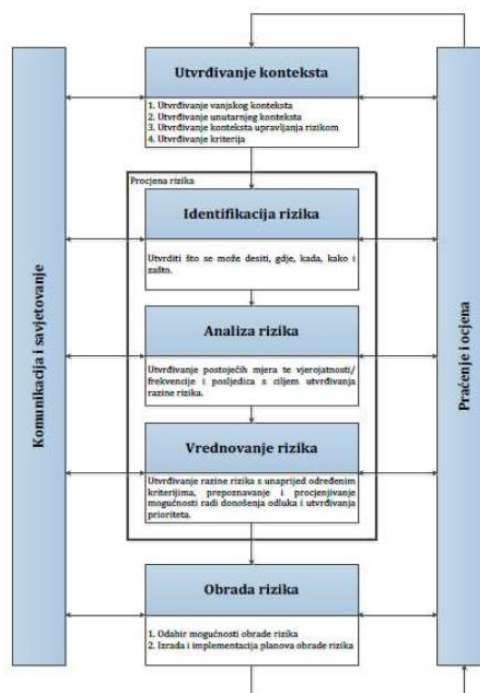 Utvrđivanje konteksta
1. Utvrđivanje vanjskog konteksta
2. Utvrđivanje unutarnjeg konteksta
3. Utvrđivanje konteksta upravljanja rizikom
4. Utvrđivanje kriterija
Procjena rizika
Identifikacija rizika
Utvrditi što se može desiti, gdje, kada, kako i
zašto.
Analiza rizika
Utvrđivanje postojećih mjera te vjerojatnosti/
frekvencije i posljedica s ciljem utvrđivanja
razine rizika.
Vrednovanje rizika
Utvrđivanje razine rizika s unaprijed određenim
kriterijima, prepoznavanje i procjenjivanje
mogućnosti radi donošenja odluka i utvrđivanja
prioriteta.
Obrada rizika
1. Odabir mogućnosti obrade rizika
2. Izrada i implementacija planova obrade rizika
Komunikacija i savjetovanje
Praćenje i ocjena